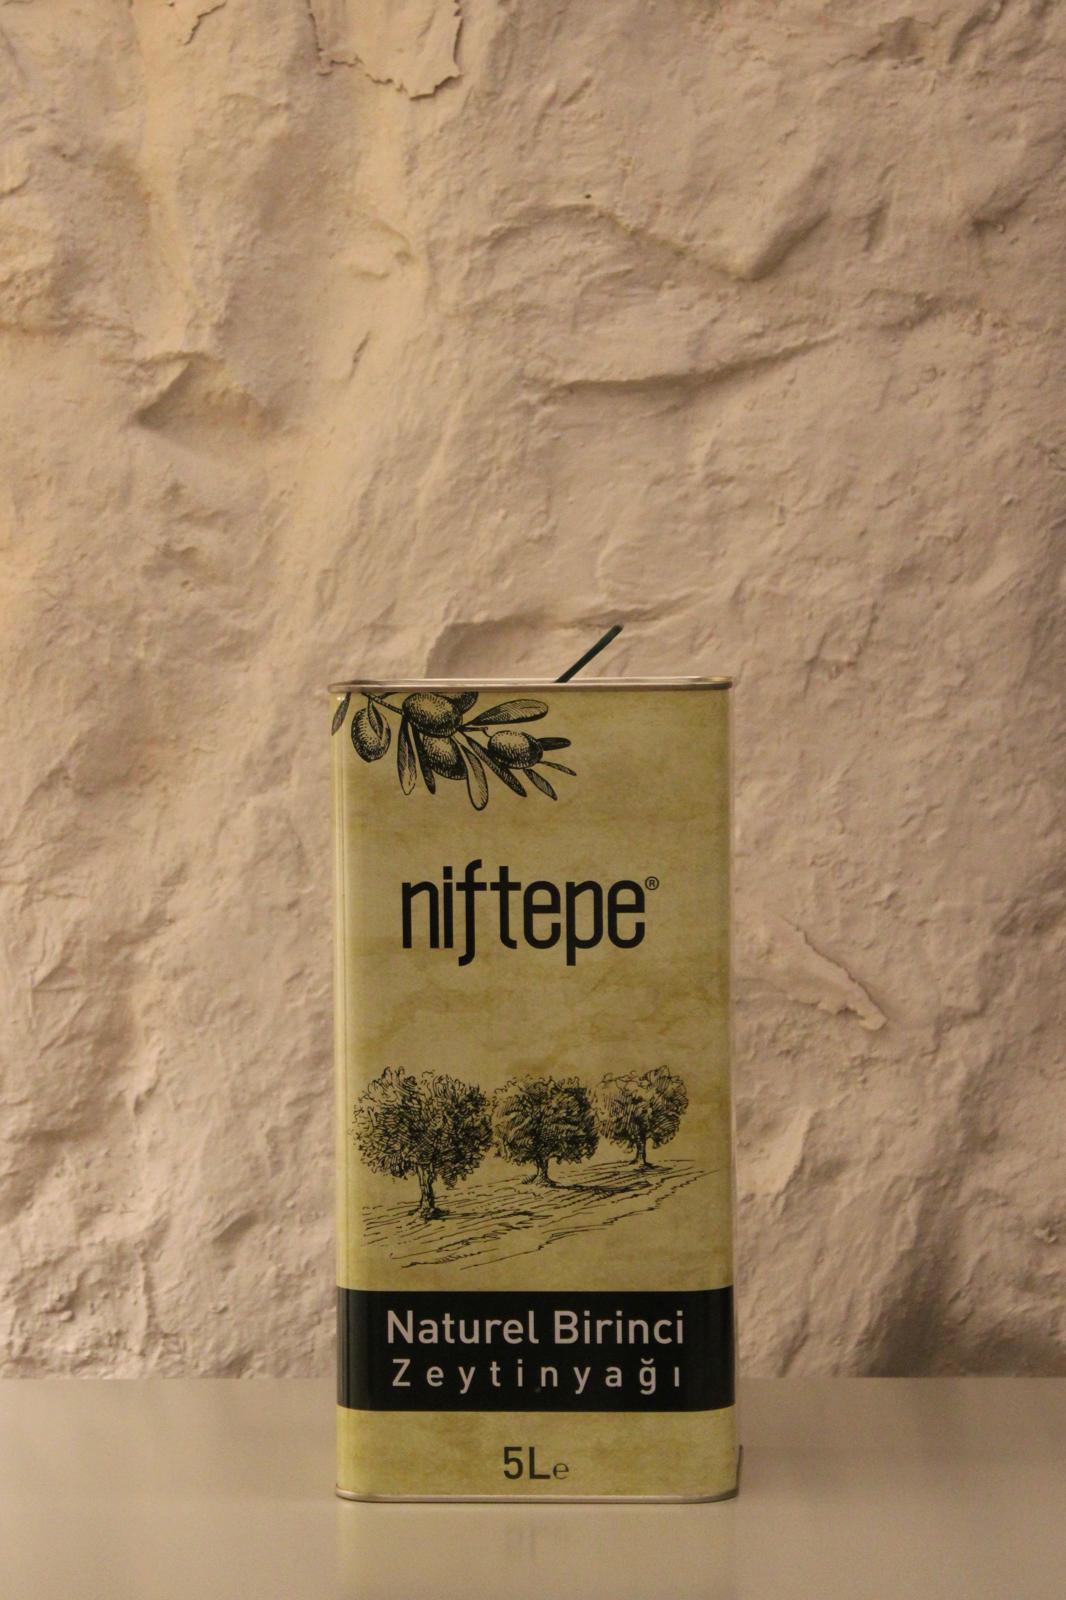 niftepe®
Naturel Birinci
Zeytinyağı
5L e